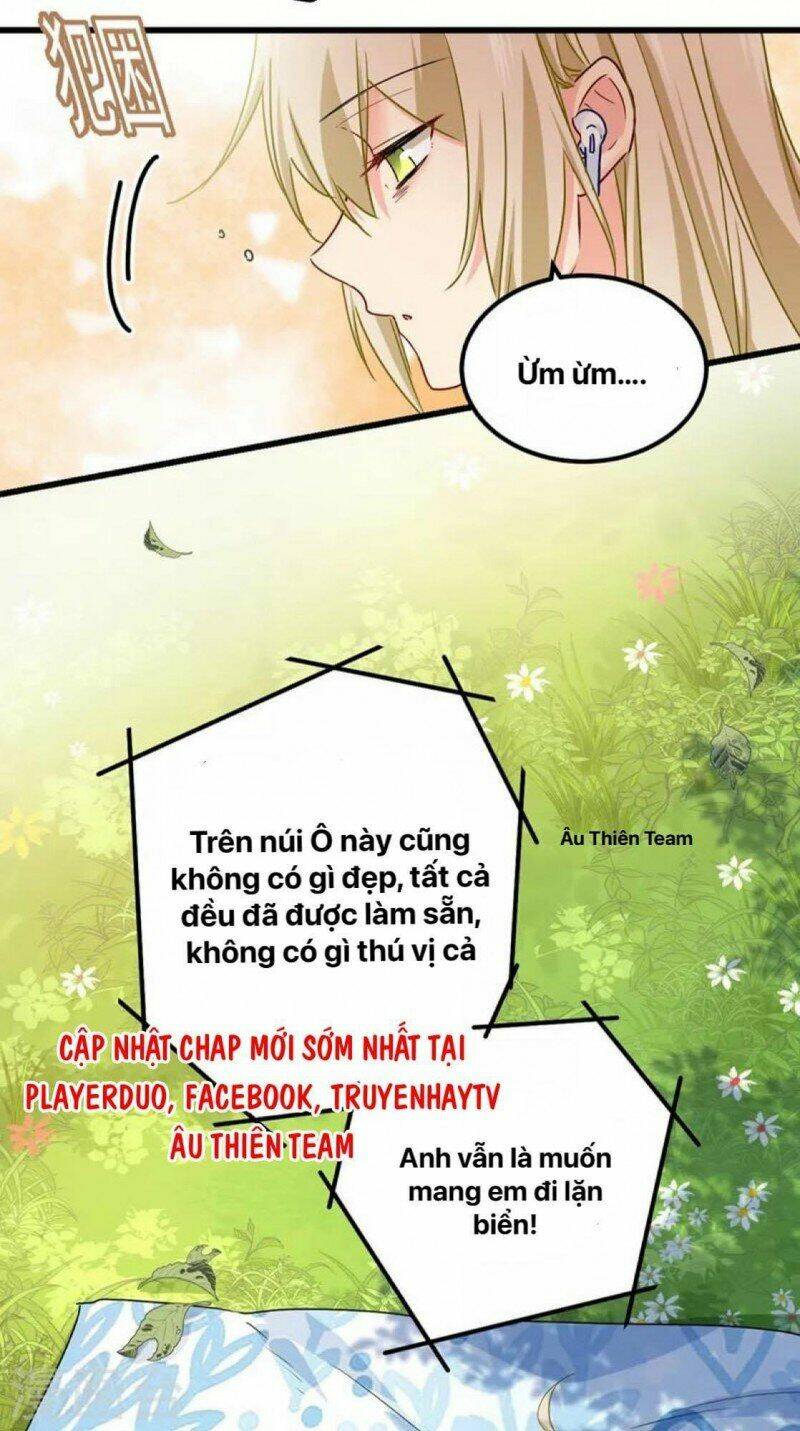 犯困
Ừm ừm....
Trên núi Ô này cũng
không có gì đẹp, tất cả
đều đã được làm sẵn,
không có gì thú vị cả
Âu Thiên Team
CẬP NHẬT CHAP MỚI SỚM NHẤT TẠI
PLAYERDUO, FACEBOOK, TRUYENHAYTV
ÂU THIÊN TEAM
Anh vẫn là muốn
mang em đi lặn
biển!